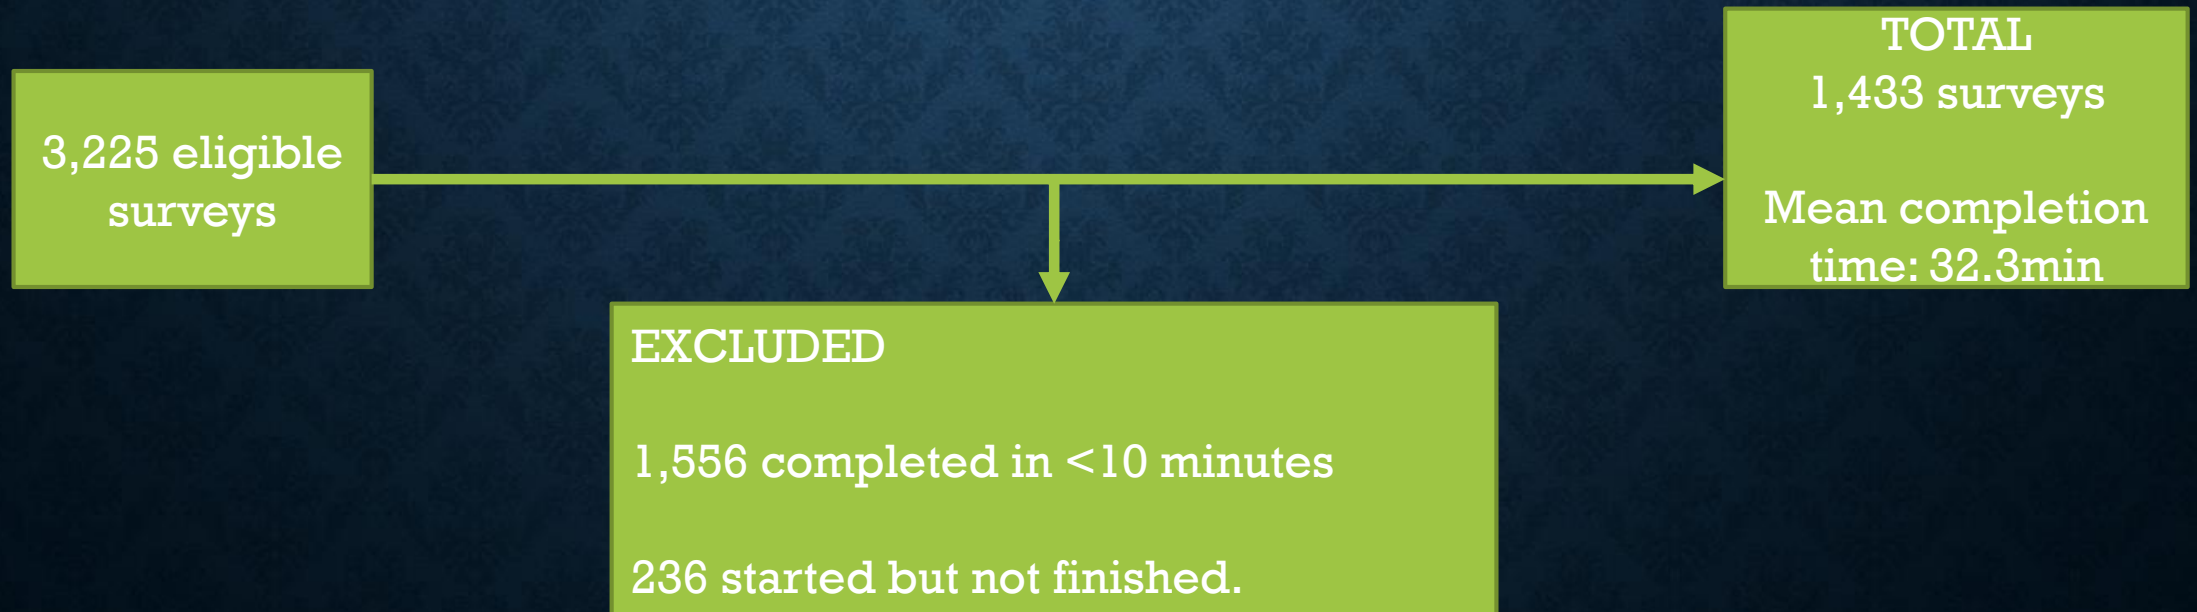 3,225 eligible
surveys
EXCLUDED
1,556 completed in <10 minutes
236 started but not finished.
TOTAL
1,433 surveys
Mean completion
time: 32.3min